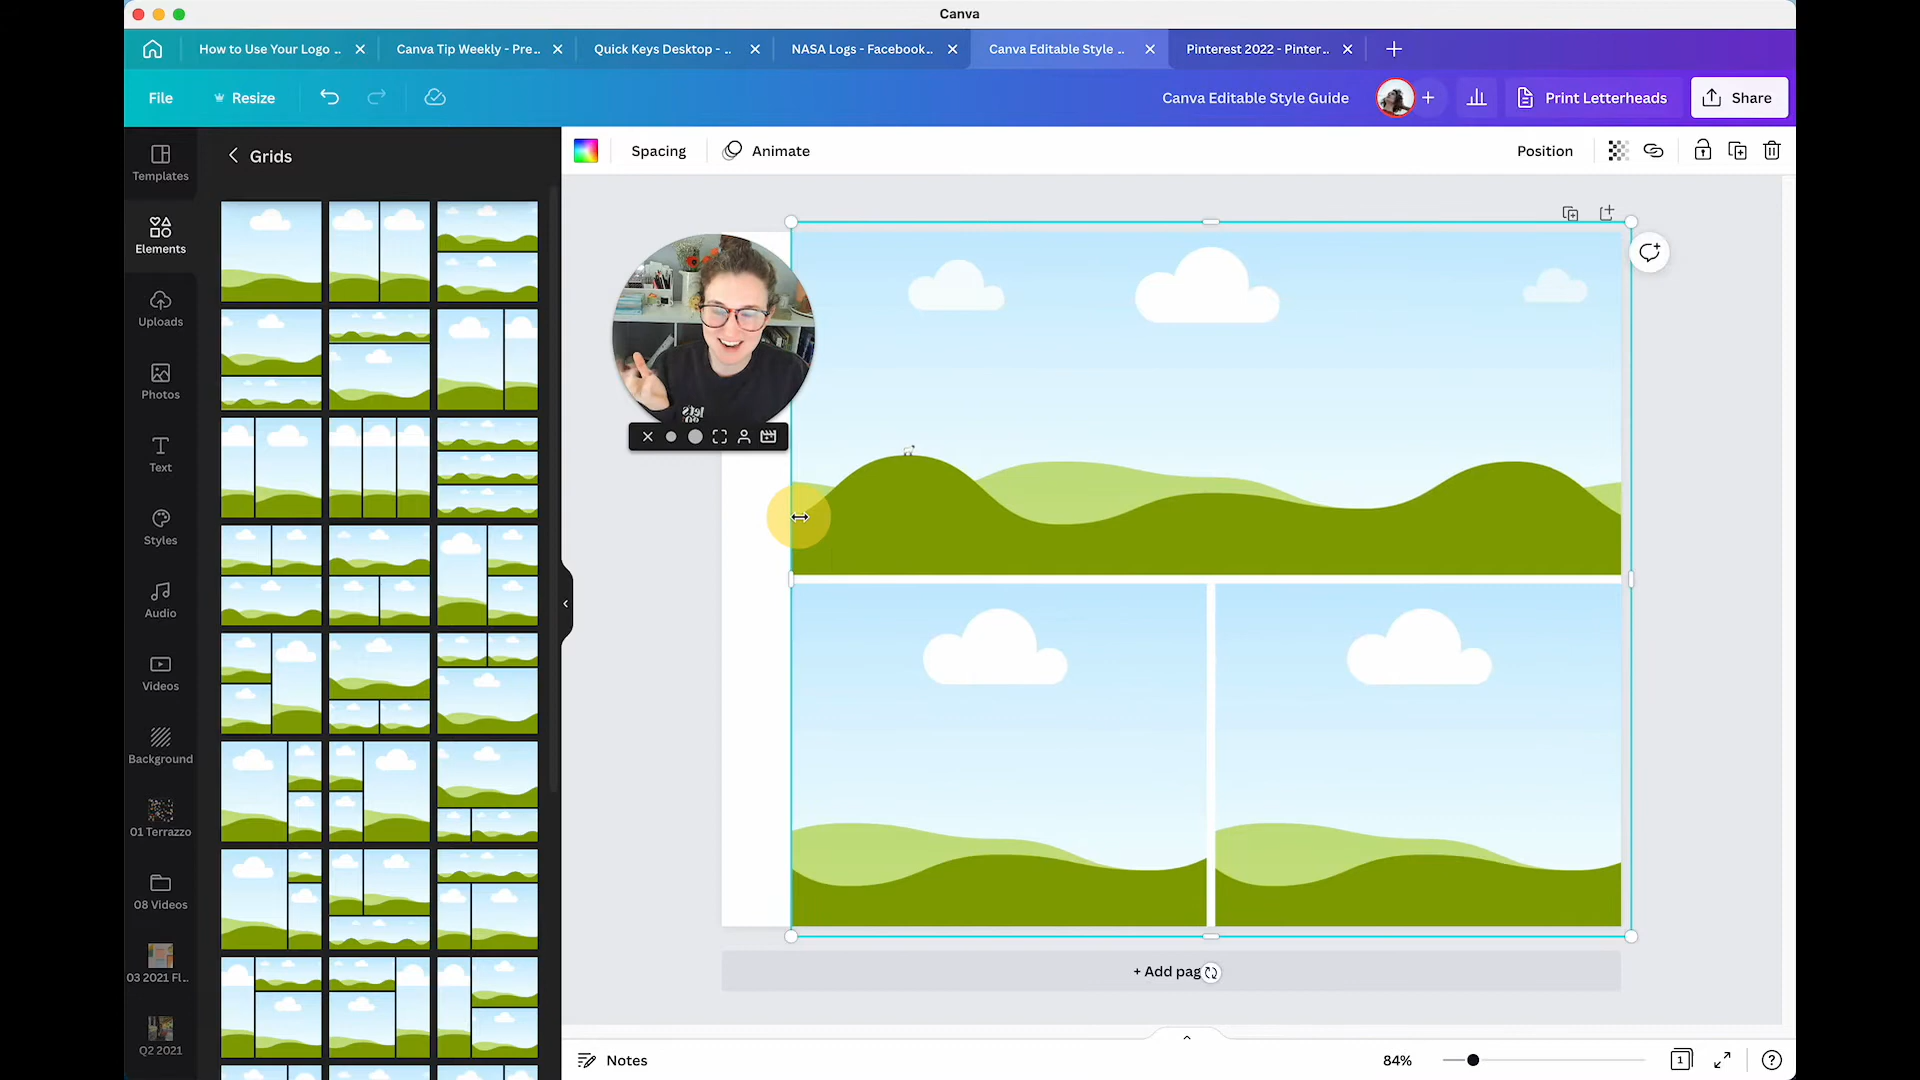 Canva
How to Use Your Logo ..
Canva Tip Weekly - Pre..
Quick Keys Desktop - ..
NASA Logs - Facebook..
Canva Editable Style ..
Pinterest 2022 - Pinter..
File
Resize
Canva Editable Style Guide
Print Letterheads
Share
Templates
Grids
Spacing
Animate
Position
Elements
Uploads
Photos
let's
Text
Styles
Audio
Videos
Background
01 Terrazzo
08 Videos
03 2021 Fl...
+ Add pag
Q2 2021
Notes
84%
1